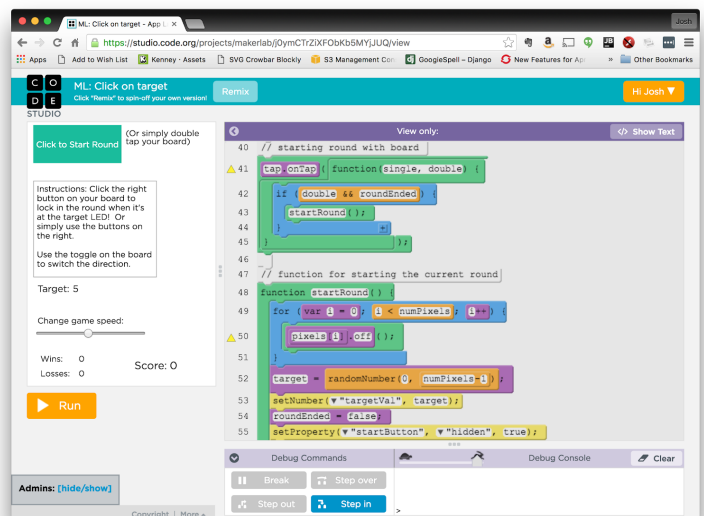 ML: Click on target - App L
Josh
https://studio.code.org/projects/makerlab/j0ymCTrZiXFObKb5MYjJUQ/view
Apps Add to Wish List Kenney · Assets SVG Crowbar Blockly S3 Management Con GoogleSpell – Django New Features for Ap » Other Bookmarks
C O
D E
STUDIO
ML: Click on target
Click "Remix" to spin-off your own version!
Remix
Hi Josh ▼
Click to Start Round
(Or simply double
tap your board)
Instructions: Click the right
button on your board to
lock in the round when it's
at the target LED! Or
simply use the buttons on
the right.
Use the toggle on the board
to switch the direction.
Target: 5
Change game speed:
Wins: 0
Losses: 0
Score: 0
Run
Admins: [hide/show]
Copyright | More
View only:
</> Show Text
40 // starting round with board
41 tap.onTap( function(single, double) {
42 if (double && roundEnded) {
43 startRound();
44 }
45 } );
46
47 // function for starting the current round
48 function startRound() {
49 for (var i = 0; i < numPixels; i++) {
50 pixels[i].off();
51 }
52 target = randomNumber(0, numPixels-1);
53 setNumber(▼"targetVal", target);
54 roundEnded = false;
55 setProperty(▼"startButton", ▼"hidden", true);
Debug Commands
Debug Console
Clear
Break
Step over
Step out
Step in
>